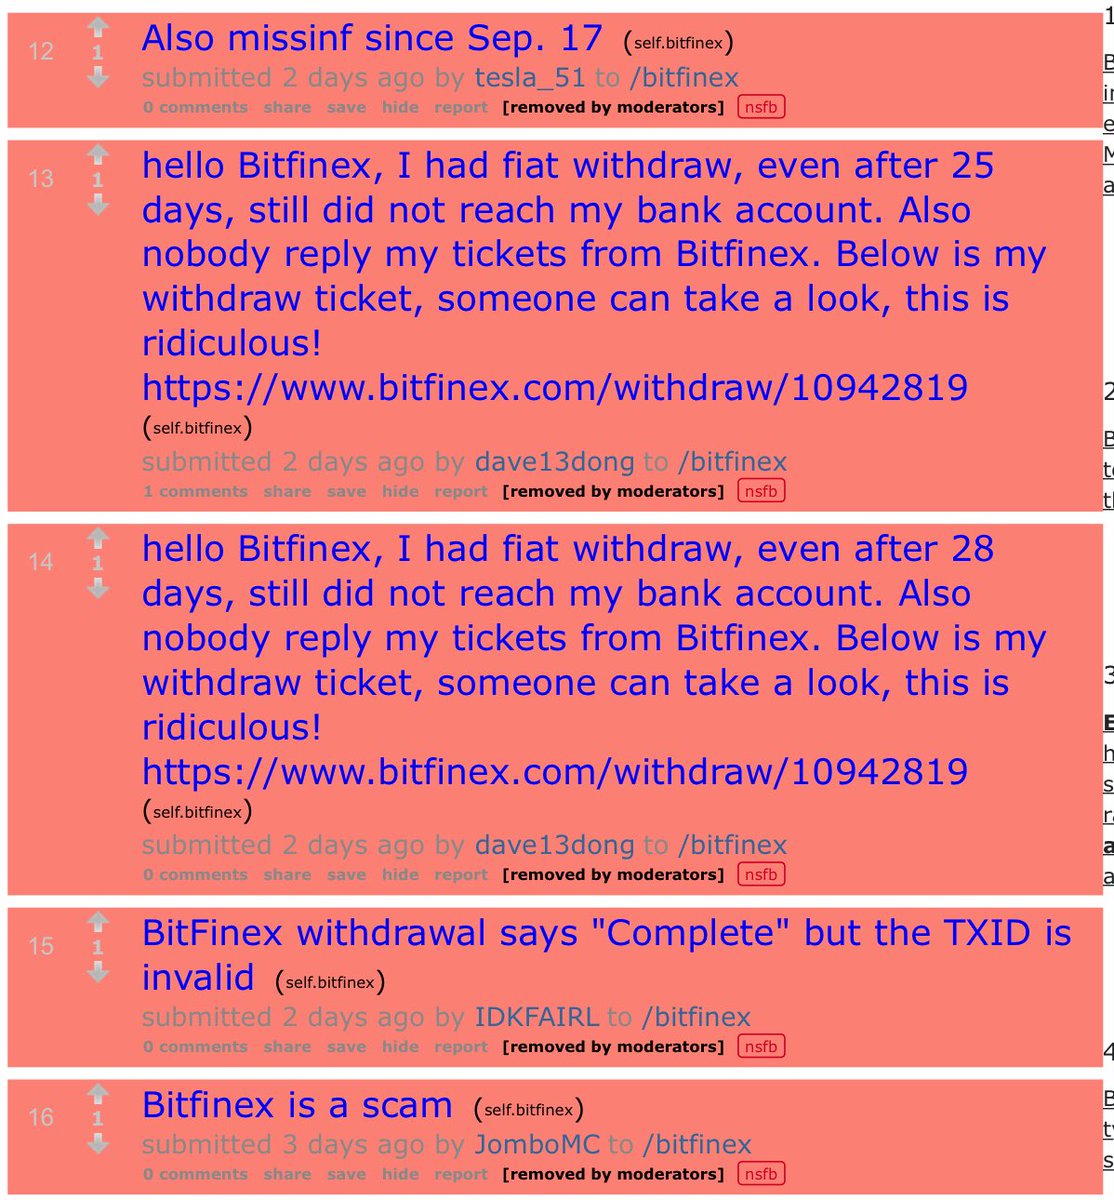 12
1
Also missinf since Sep. 17 (self.bitfinex)
submitted 2 days ago by tesla_51 to /bitfinex
0 comments share save hide report [removed by moderators] nsfb
13
1
hello Bitfinex, I had fiat withdraw, even after 25
days, still did not reach my bank account. Also
nobody reply my tickets from Bitfinex. Below is my
withdraw ticket, someone can take a look, this is
ridiculous!
https://www.bitfinex.com/withdraw/10942819
(self.bitfinex)
submitted 2 days ago by dave13dong to /bitfinex
1 comments share save hide report [removed by moderators] nsfb
14
1
hello Bitfinex, I had fiat withdraw, even after 28
days, still did not reach my bank account. Also
nobody reply my tickets from Bitfinex. Below is my
withdraw ticket, someone can take a look, this is
ridiculous!
https://www.bitfinex.com/withdraw/10942819
(self.bitfinex)
submitted 2 days ago by dave13dong to /bitfinex
0 comments share save hide report [removed by moderators] nsfb
15
1
BitFinex withdrawal says "Complete" but the TXID is
invalid (self.bitfinex)
submitted 2 days ago by IDKFAIRL to /bitfinex
0 comments share save hide report [removed by moderators] nsfb
16
1
Bitfinex is a scam (self.bitfinex)
submitted 3 days ago by JomboMC to /bitfinex
0 comments share save hide report [removed by moderators] nsfb